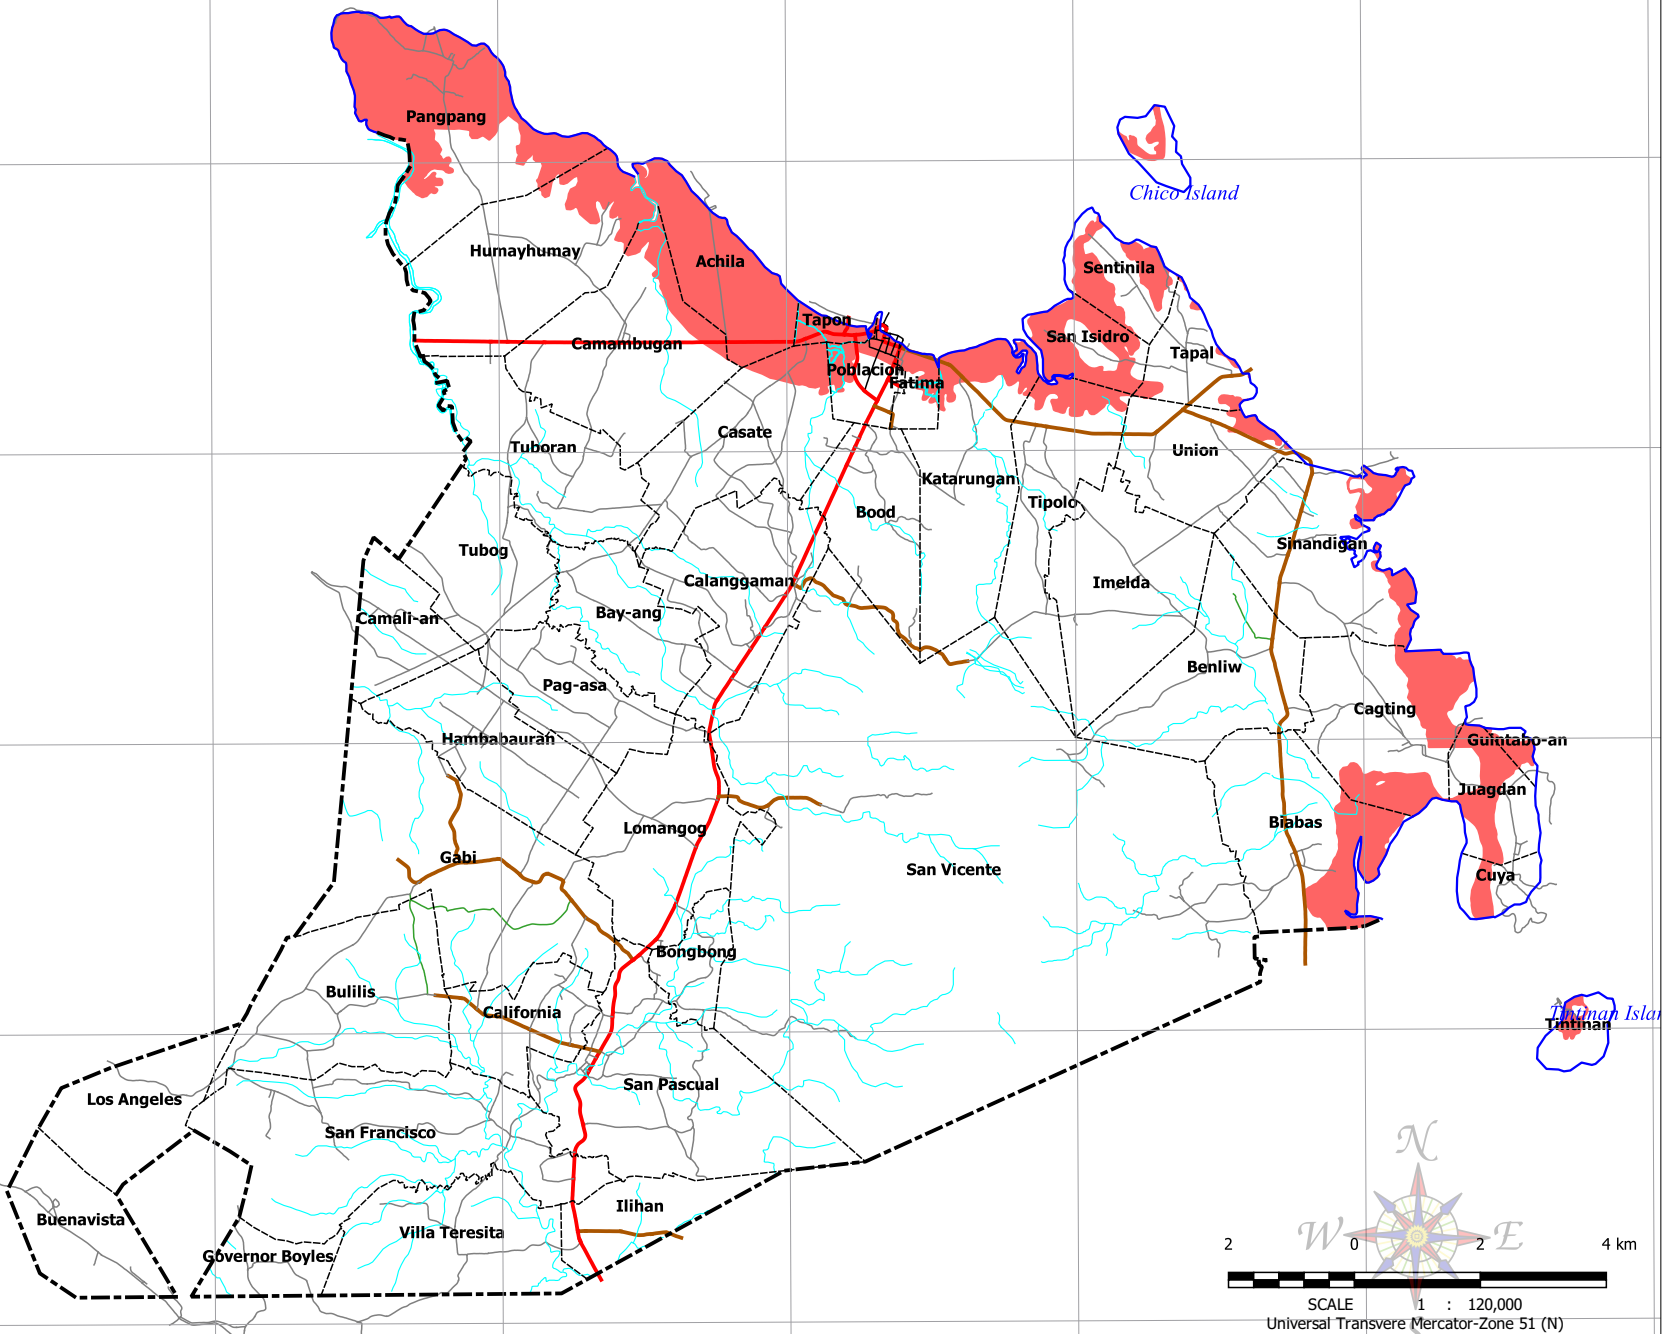 Pangpang
Chico Island
Humayhumay
Achila
Sentinila
Tapon
San Isidro
Camambugan
Tapal
Poblacion
Fatima
Casate
Tuboran
Union
Katarungan
Tipolo
Bood
Sinandigan
Tubog
Calanggaman
Imelda
Bay-ang
Camali-an
Benliw
Pag-asa
Cagting
Hambabauran
Guintabo-an
Juagdan
Biabas
Lomangog
Gabi
San Vicente
Cuya
Bongbong
Bulilis
California
Tintinan Islan
Tintinan
San Pascual
Los Angeles
San Francisco
N
Ilihan
Buenavista
Villa Teresita
W
E
Governor Boyles
2 0 2 4 km
SCALE 1 : 120,000
Universal Transvere Mercator-Zone 51 (N)